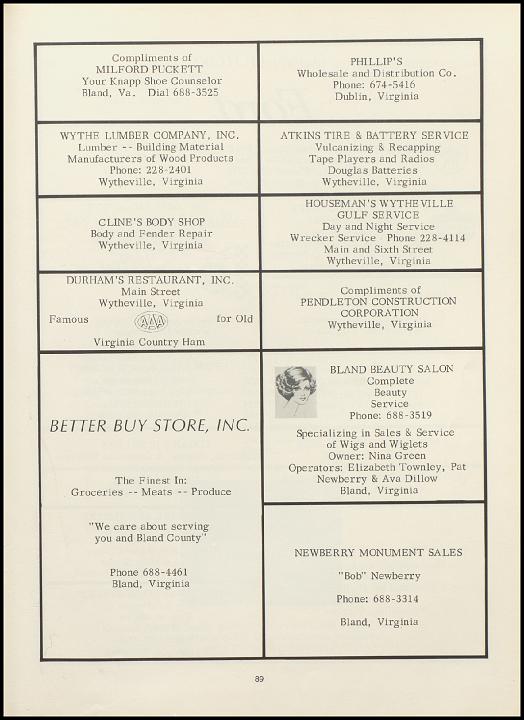 Compliments of
MILFORD PUCKETT
Your Knapp Shoe Counselor
Bland, Va. Dial 688-3525
PHILLIP'S
Wholesale and Distribution Co.
Phone: 674-5416
Dublin, Virginia
WYTHE LUMBER COMPANY, INC.
Lumber -- Building Material
Manufacturers of Wood Products
Phone: 228-2401
Wytheville, Virginia
ATKINS TIRE & BATTERY SERVICE
Vulcanizing & Recapping
Tape Players and Radios
Douglas Batteries
Wytheville, Virginia
CLINE'S BODY SHOP
Body and Fender Repair
Wytheville, Virginia
HOUSEMAN'S WYTHEVILLE
GULF SERVICE
Day and Night Service
Wrecker Service Phone 228-4114
Main and Sixth Street
Wytheville, Virginia
DURHAM'S RESTAURANT, INC.
Main Street
Wytheville, Virginia
Famous AAA for Old
Virginia Country Ham
Compliments of
PENDLETON CONSTRUCTION
CORPORATION
Wytheville, Virginia
BETTER BUY STORE, INC.
The Finest In:
Groceries -- Meats -- Produce
"We care about serving
you and Bland County"
Phone 688-4461
Bland, Virginia
BLAND BEAUTY SALON
Complete
Beauty
Service
Phone: 688-3519
Specializing in Sales & Service
of Wigs and Wiglets
Owner: Nina Green
Operators: Elizabeth Townley, Pat
Newberry & Ava Dillow
Bland, Virginia
NEWBERRY MONUMENT SALES
"Bob" Newberry
Phone: 688-3314
Bland, Virginia
89